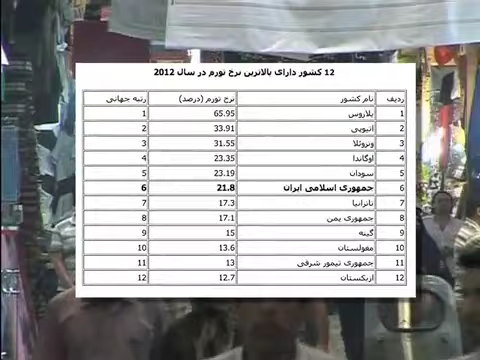 12 کشور دارای بالاترین نرخ تورم در سال 2012
ردیف نام کشور نرخ تورم (درصد) رتبه جهانی
1 بلاروس 65.95 1
2 اتیوپی 33.91 2
3 ونزوئلا 31.55 3
4 اوگاندا 23.35 4
5 سودان 23.19 5
6 جمهوری اسلامی ایران 21.8 6
7 تانزانیا 17.3 7
8 جمهوری یمن 17.1 8
9 گینه 15 9
10 مغولستان 13.6 10
11 جمهوری تیمور شرقی 13 11
12 ازبکستان 12.7 12